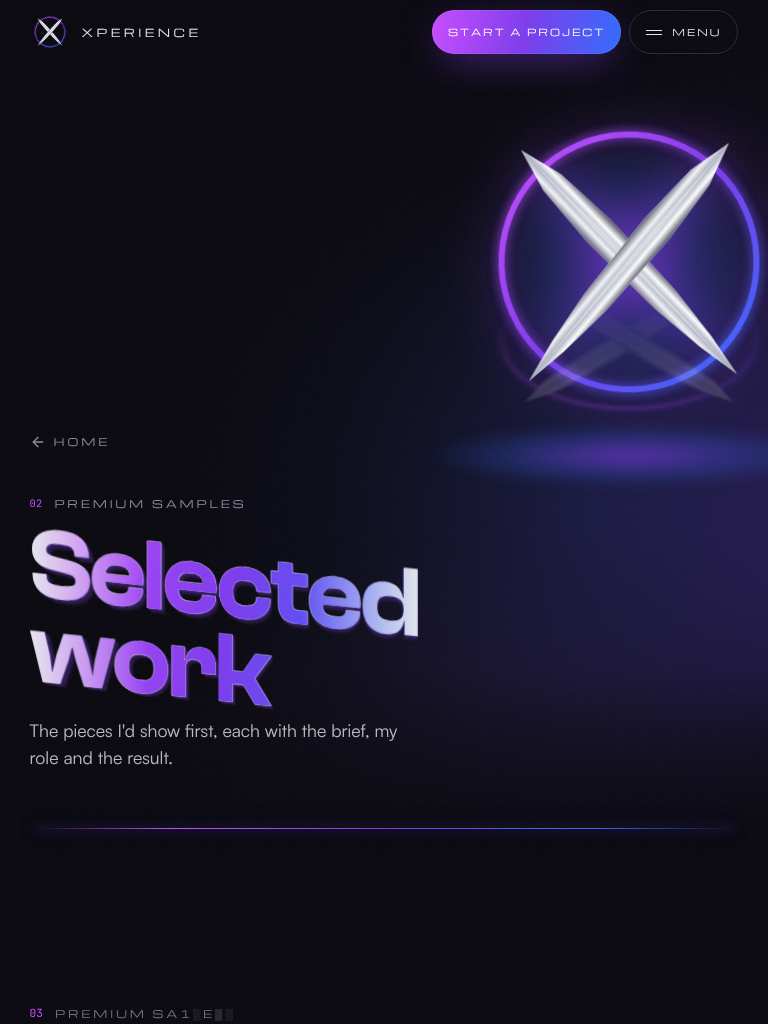 XPERIENCE
START A PROJECT
MENU
HOME
02 PREMIUM SAMPLES
Selected
work
The pieces I'd show first, each with the brief, my
role and the result.
03 PREMIUM